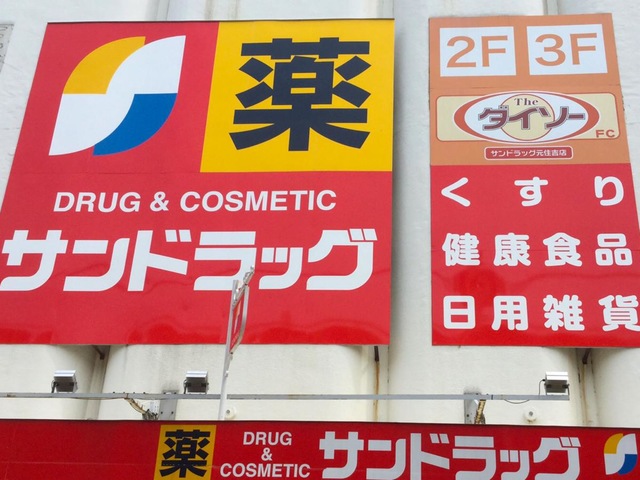 薬
DRUG & COSMETIC
サンドラッグ
2F 3F
The
ダイソー
FC
サンドラッグ元住吉店
くすり
健康食品
日用雑貨
薬
DRUG
&
COSMETIC
サンドラッグ